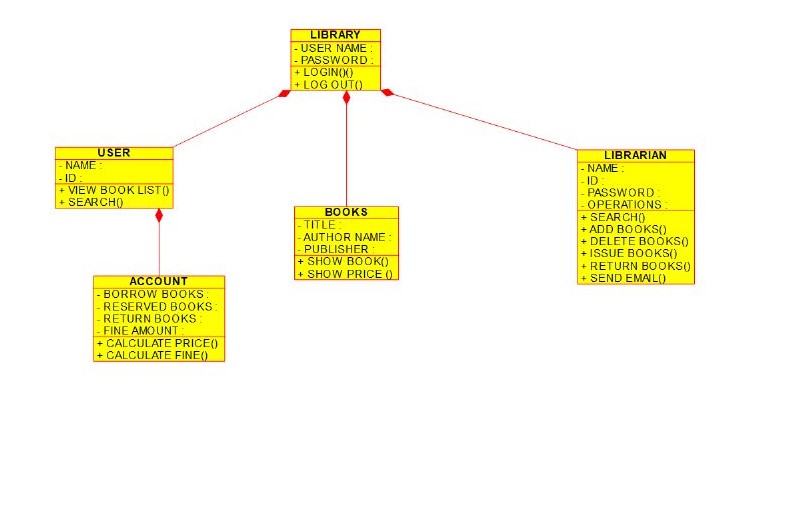 LIBRARY
- USER NAME :
- PASSWORD :
+ LOGIN()()
+ LOG OUT()
USER
- NAME :
- ID :
+ VIEW BOOK LIST()
+ SEARCH()
BOOKS
- TITLE :
- AUTHOR NAME :
- PUBLISHER :
+ SHOW BOOK()
+ SHOW PRICE ()
LIBRARIAN
- NAME :
- ID :
- PASSWORD :
- OPERATIONS :
+ SEARCH()
+ ADD BOOKS()
+ DELETE BOOKS()
+ ISSUE BOOKS()
+ RETURN BOOKS()
+ SEND EMAIL()
ACCOUNT
- BORROW BOOKS :
- RESERVED BOOKS :
- RETURN BOOKS :
- FINE AMOUNT :
+ CALCULATE PRICE()
+ CALCULATE FINE()